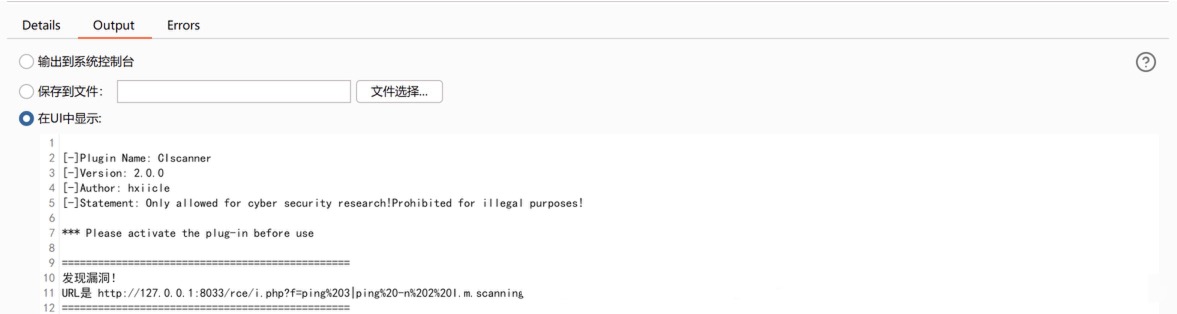 Details Output Errors
输出到系统控制台
保存到文件: 文件选择...
在UI中显示:
1
2 [-]Plugin Name: CIscanner
3 [-]Version: 2.0.0
4 [-]Author: hxiicle
5 [-]Statement: Only allowed for cyber security research!Prohibited for illegal purposes!
6
7 *** Please activate the plug-in before use
8
9 ================================================
10 发现漏洞!
11 URL是 http://127.0.0.1:8033/rce/i.php?f=ping%203|ping%20-n%202%20I.m.scanning
12 ================================================